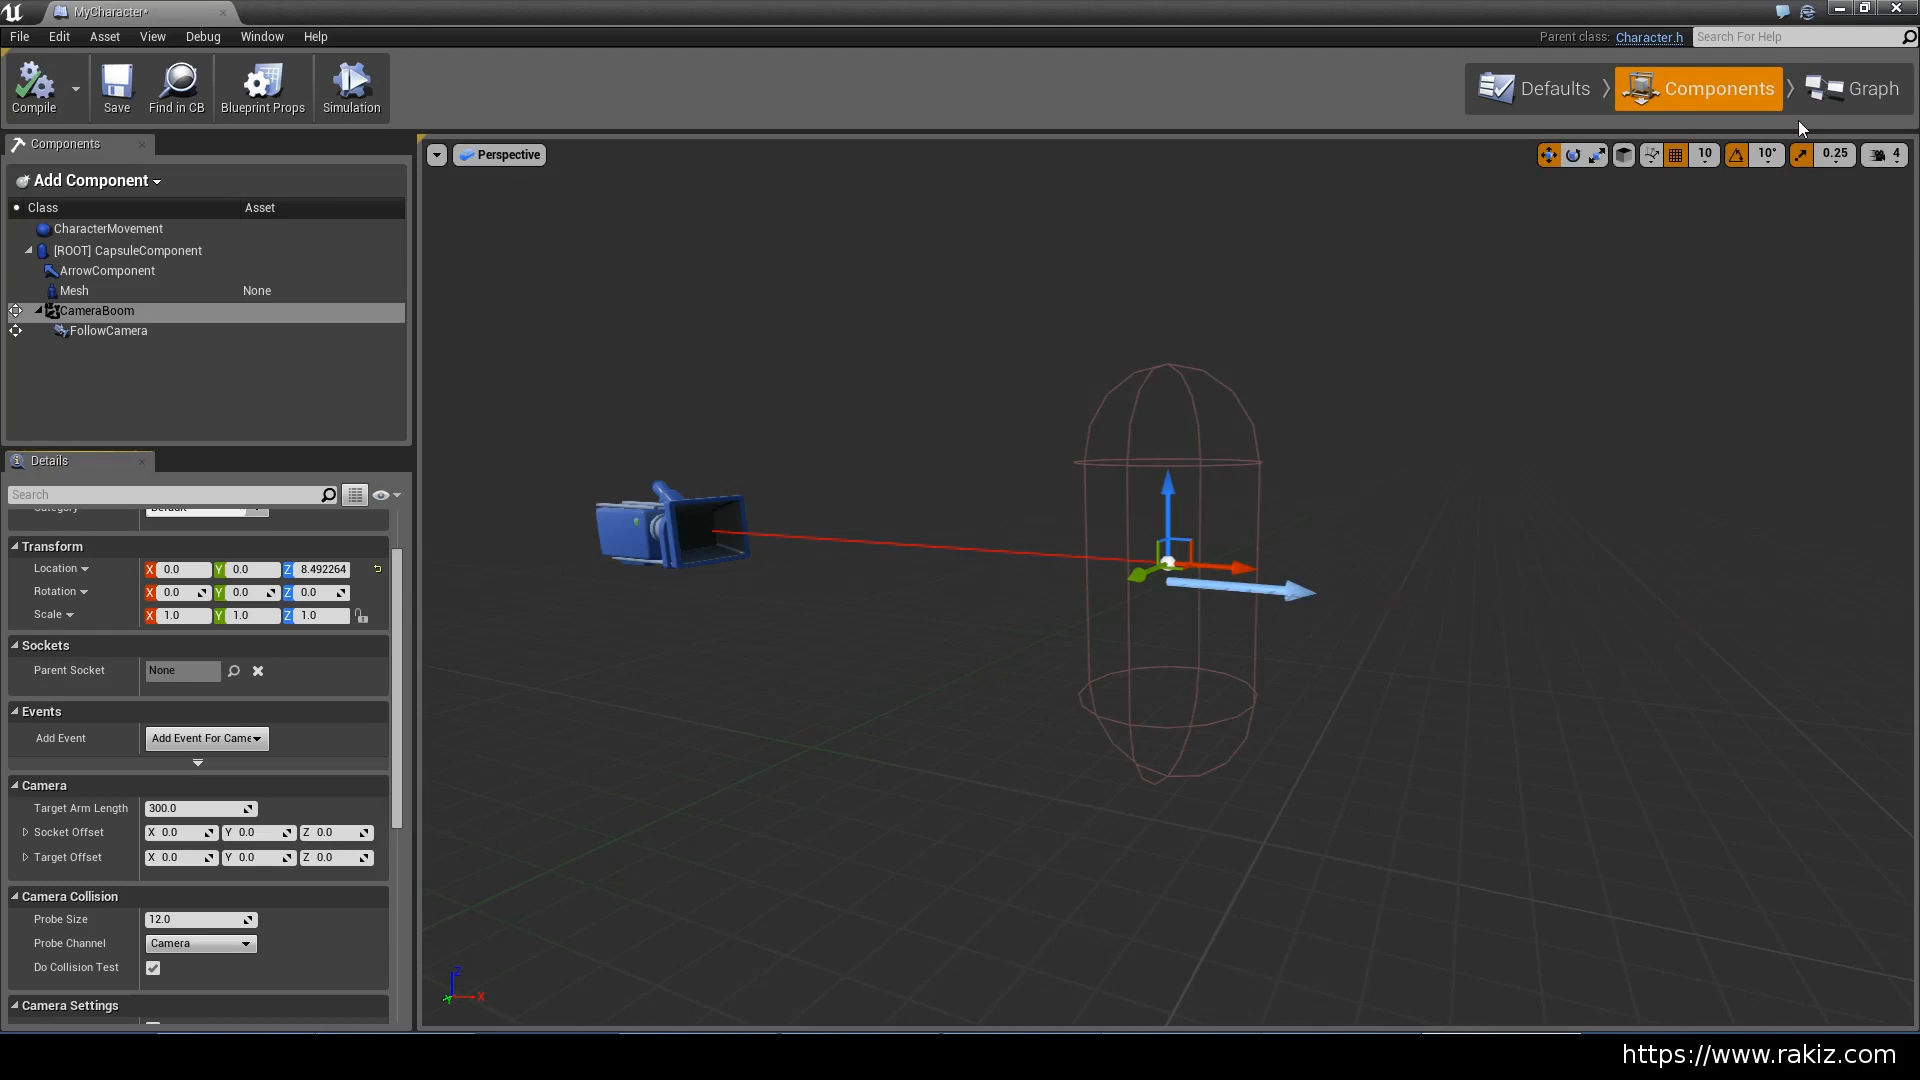 MyCharacter*
File Edit Asset View Debug Window Help
Parent class: Character.h Search For Help
Compile Save Find in CB Blueprint Props Simulation
Defaults Components Graph
Components
Perspective
10 10° 0.25 4
Add Component
Class Asset
CharacterMovement
[ROOT] CapsuleComponent
ArrowComponent
Mesh None
CameraBoom
FollowCamera
Details
Search
Category Default
Transform
Location X 0.0 Y 0.0 Z 8.492264
Rotation X 0.0 Y 0.0 Z 0.0
Scale X 1.0 Y 1.0 Z 1.0
Sockets
Parent Socket None
Events
Add Event Add Event For Came
Camera
Target Arm Length 300.0
Socket Offset X 0.0 Y 0.0 Z 0.0
Target Offset X 0.0 Y 0.0 Z 0.0
Camera Collision
Probe Size 12.0
Probe Channel Camera
Do Collision Test
Camera Settings
Z
Y X
https://www.rakiz.com